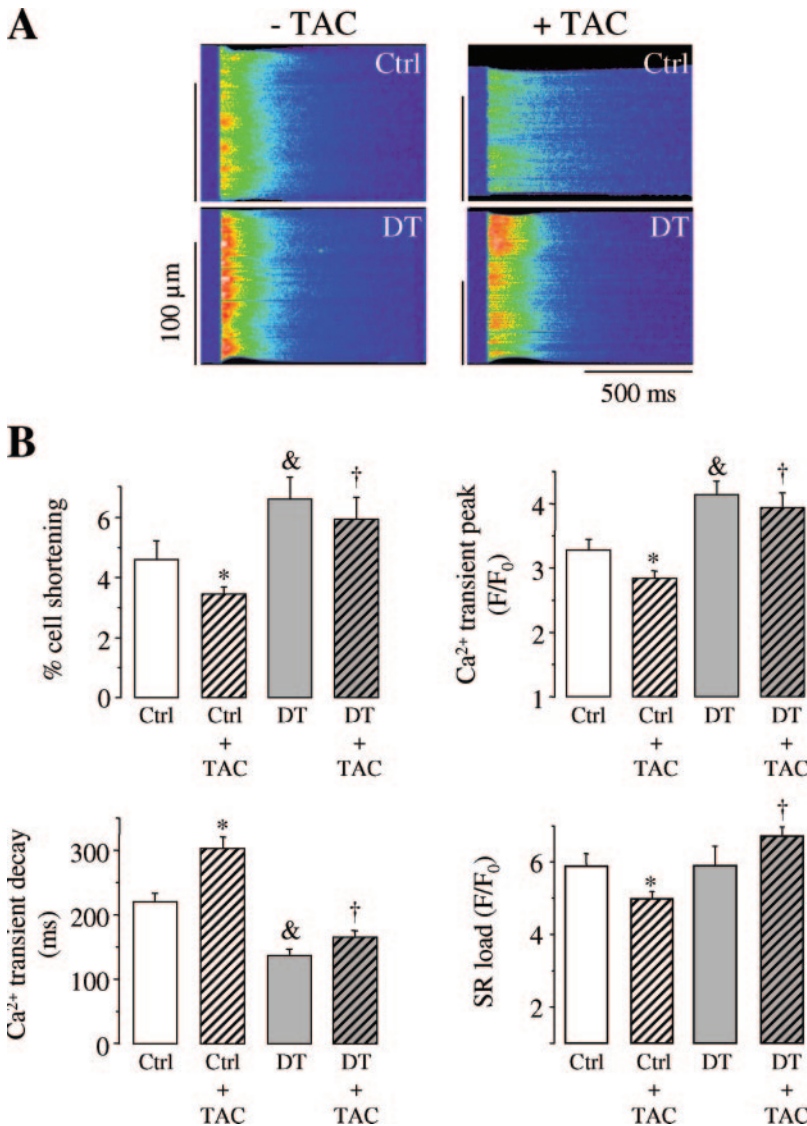 A
- TAC
+ TAC
Ctrl
Ctrl
DT
DT
100 µm
500 ms
B
% cell shortening
6
4
2
0
*
&
†
Ctrl
Ctrl + TAC
DT
DT + TAC
Ca²⁺ transient peak (F/F₀)
4
3
2
1
*
&
†
Ctrl
Ctrl + TAC
DT
DT + TAC
Ca²⁺ transient decay (ms)
300
200
100
0
*
&
†
Ctrl
Ctrl + TAC
DT
DT + TAC
SR load (F/F₀)
6
4
2
*
†
Ctrl
Ctrl + TAC
DT
DT + TAC